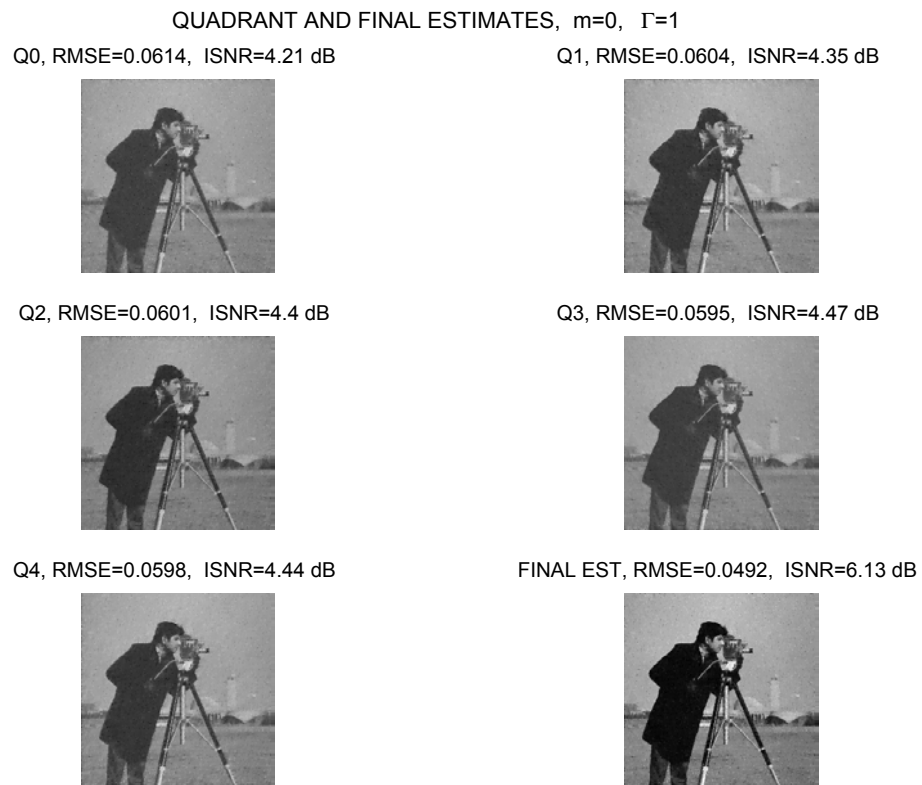 QUADRANT AND FINAL ESTIMATES, m=0, Γ=1
Q0, RMSE=0.0614, ISNR=4.21 dB
Q1, RMSE=0.0604, ISNR=4.35 dB
Q2, RMSE=0.0601, ISNR=4.4 dB
Q3, RMSE=0.0595, ISNR=4.47 dB
Q4, RMSE=0.0598, ISNR=4.44 dB
FINAL EST, RMSE=0.0492, ISNR=6.13 dB